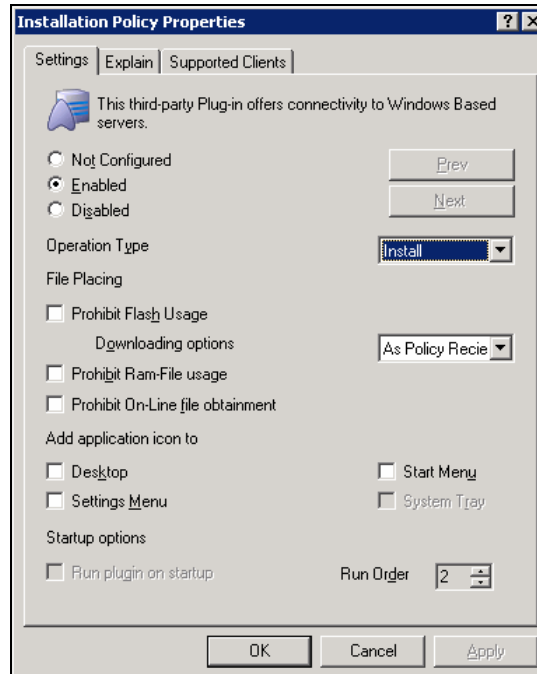 Installation Policy Properties
Settings Explain Supported Clients
This third-party Plug-in offers connectivity to Windows Based
servers.
Not Configured Prev
Enabled
Next
Disabled
Operation Type Install
File Placing
Prohibit Flash Usage
Downloading options As Policy Recie
Prohibit Ram-File usage
Prohibit On-Line file obtainment
Add application icon to
Desktop Start Menu
Settings Menu System Tray
Startup options
Run plugin on startup Run Order 2
OK Cancel Apply